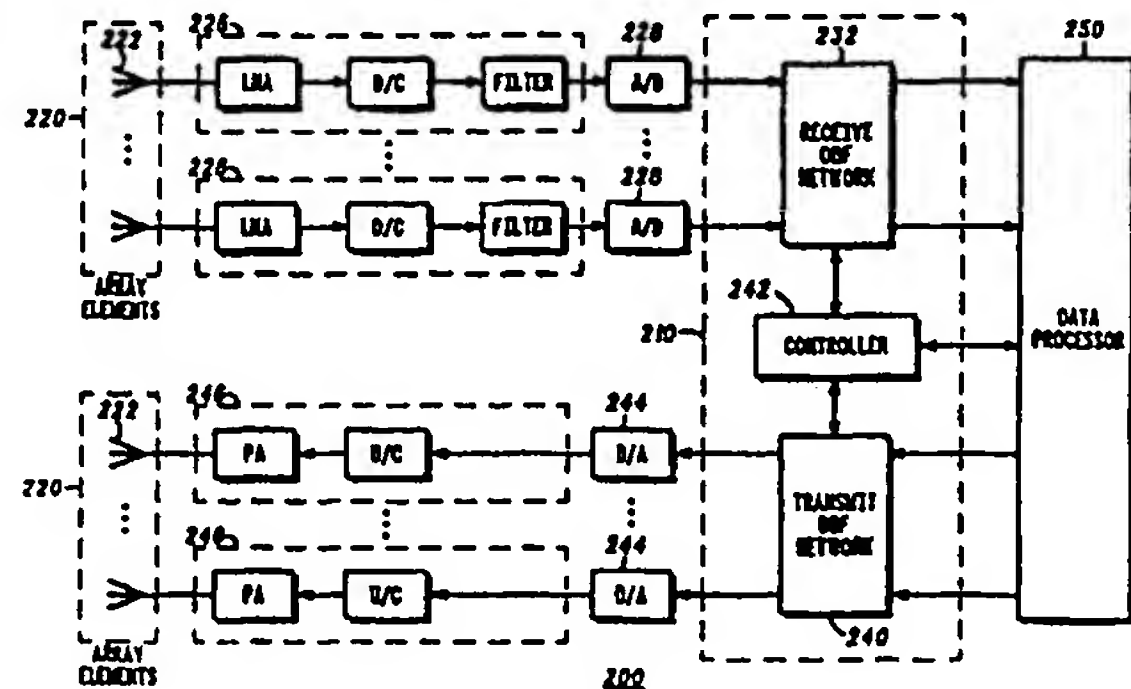 222
226
228
232
250
LNA
D/C
FILTER
A/D
RECEIVE
DBF
NETWORK
220
228
LNA
D/C
FILTER
A/D
ARRAY
ELEMENTS
242
210
CONTROLLER
DATA
PROCESSOR
222
246
244
PA
U/C
D/A
220
TRANSMIT
DBF
NETWORK
246
244
PA
U/C
D/A
240
ARRAY
ELEMENTS
200